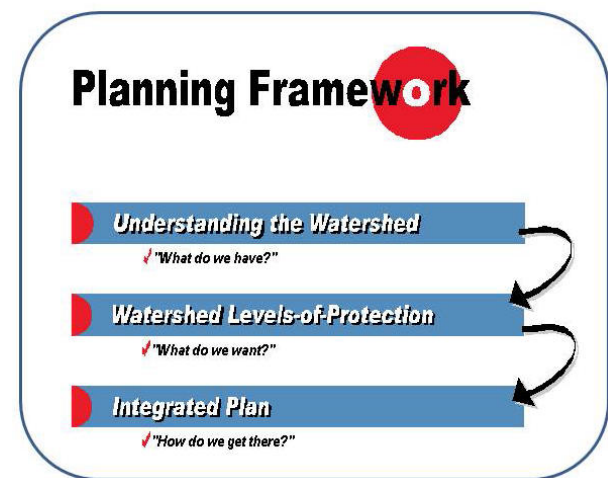 Planning Framework
Understanding the Watershed
"What do we have?"
Watershed Levels-of-Protection
"What do we want?"
Integrated Plan
"How do we get there?"